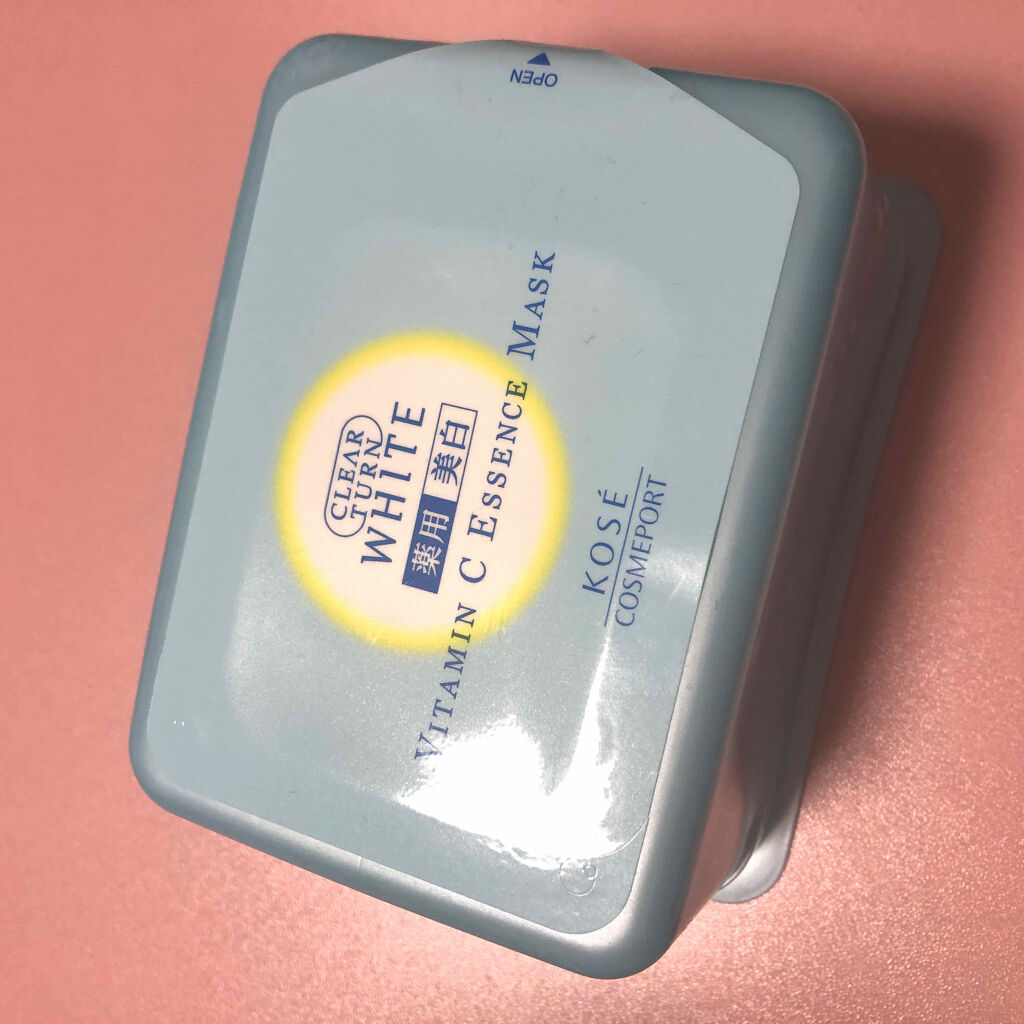 OPEN
CLEAR
TURN
WHITE
薬用 美白
VITAMIN C ESSENCE MASK
KOSÉ
COSMEPORT